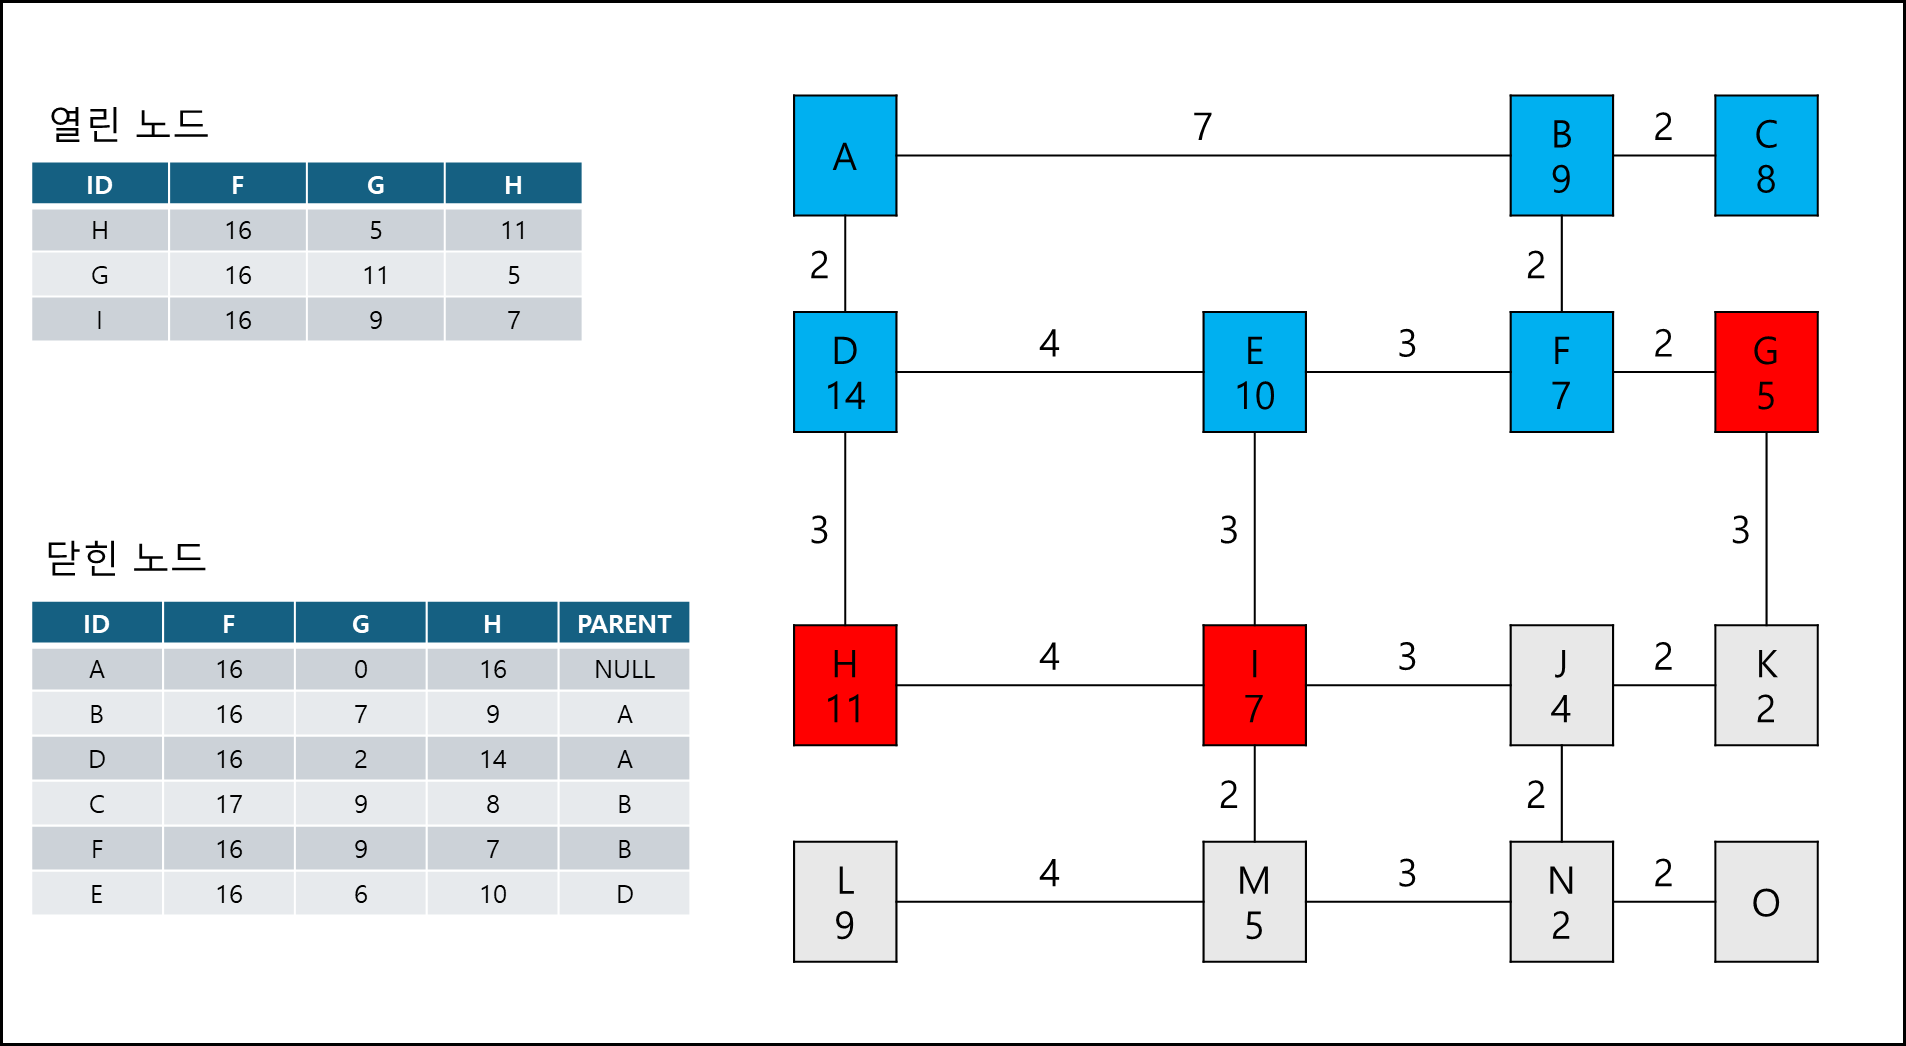 열린 노드
ID F G H
H 16 5 11
G 16 11 5
I 16 9 7
닫힌 노드
ID F G H PARENT
A 16 0 16 NULL
B 16 7 9 A
D 16 2 14 A
C 17 9 8 B
F 16 9 7 B
E 16 6 10 D
7 2
A B C
9 8
2 2
4 3 2
D E F G
14 10 7 5
3 3 3
4 3 2
H I J K
11 7 4 2
2 2
4 3 2
L M N O
9 5 2